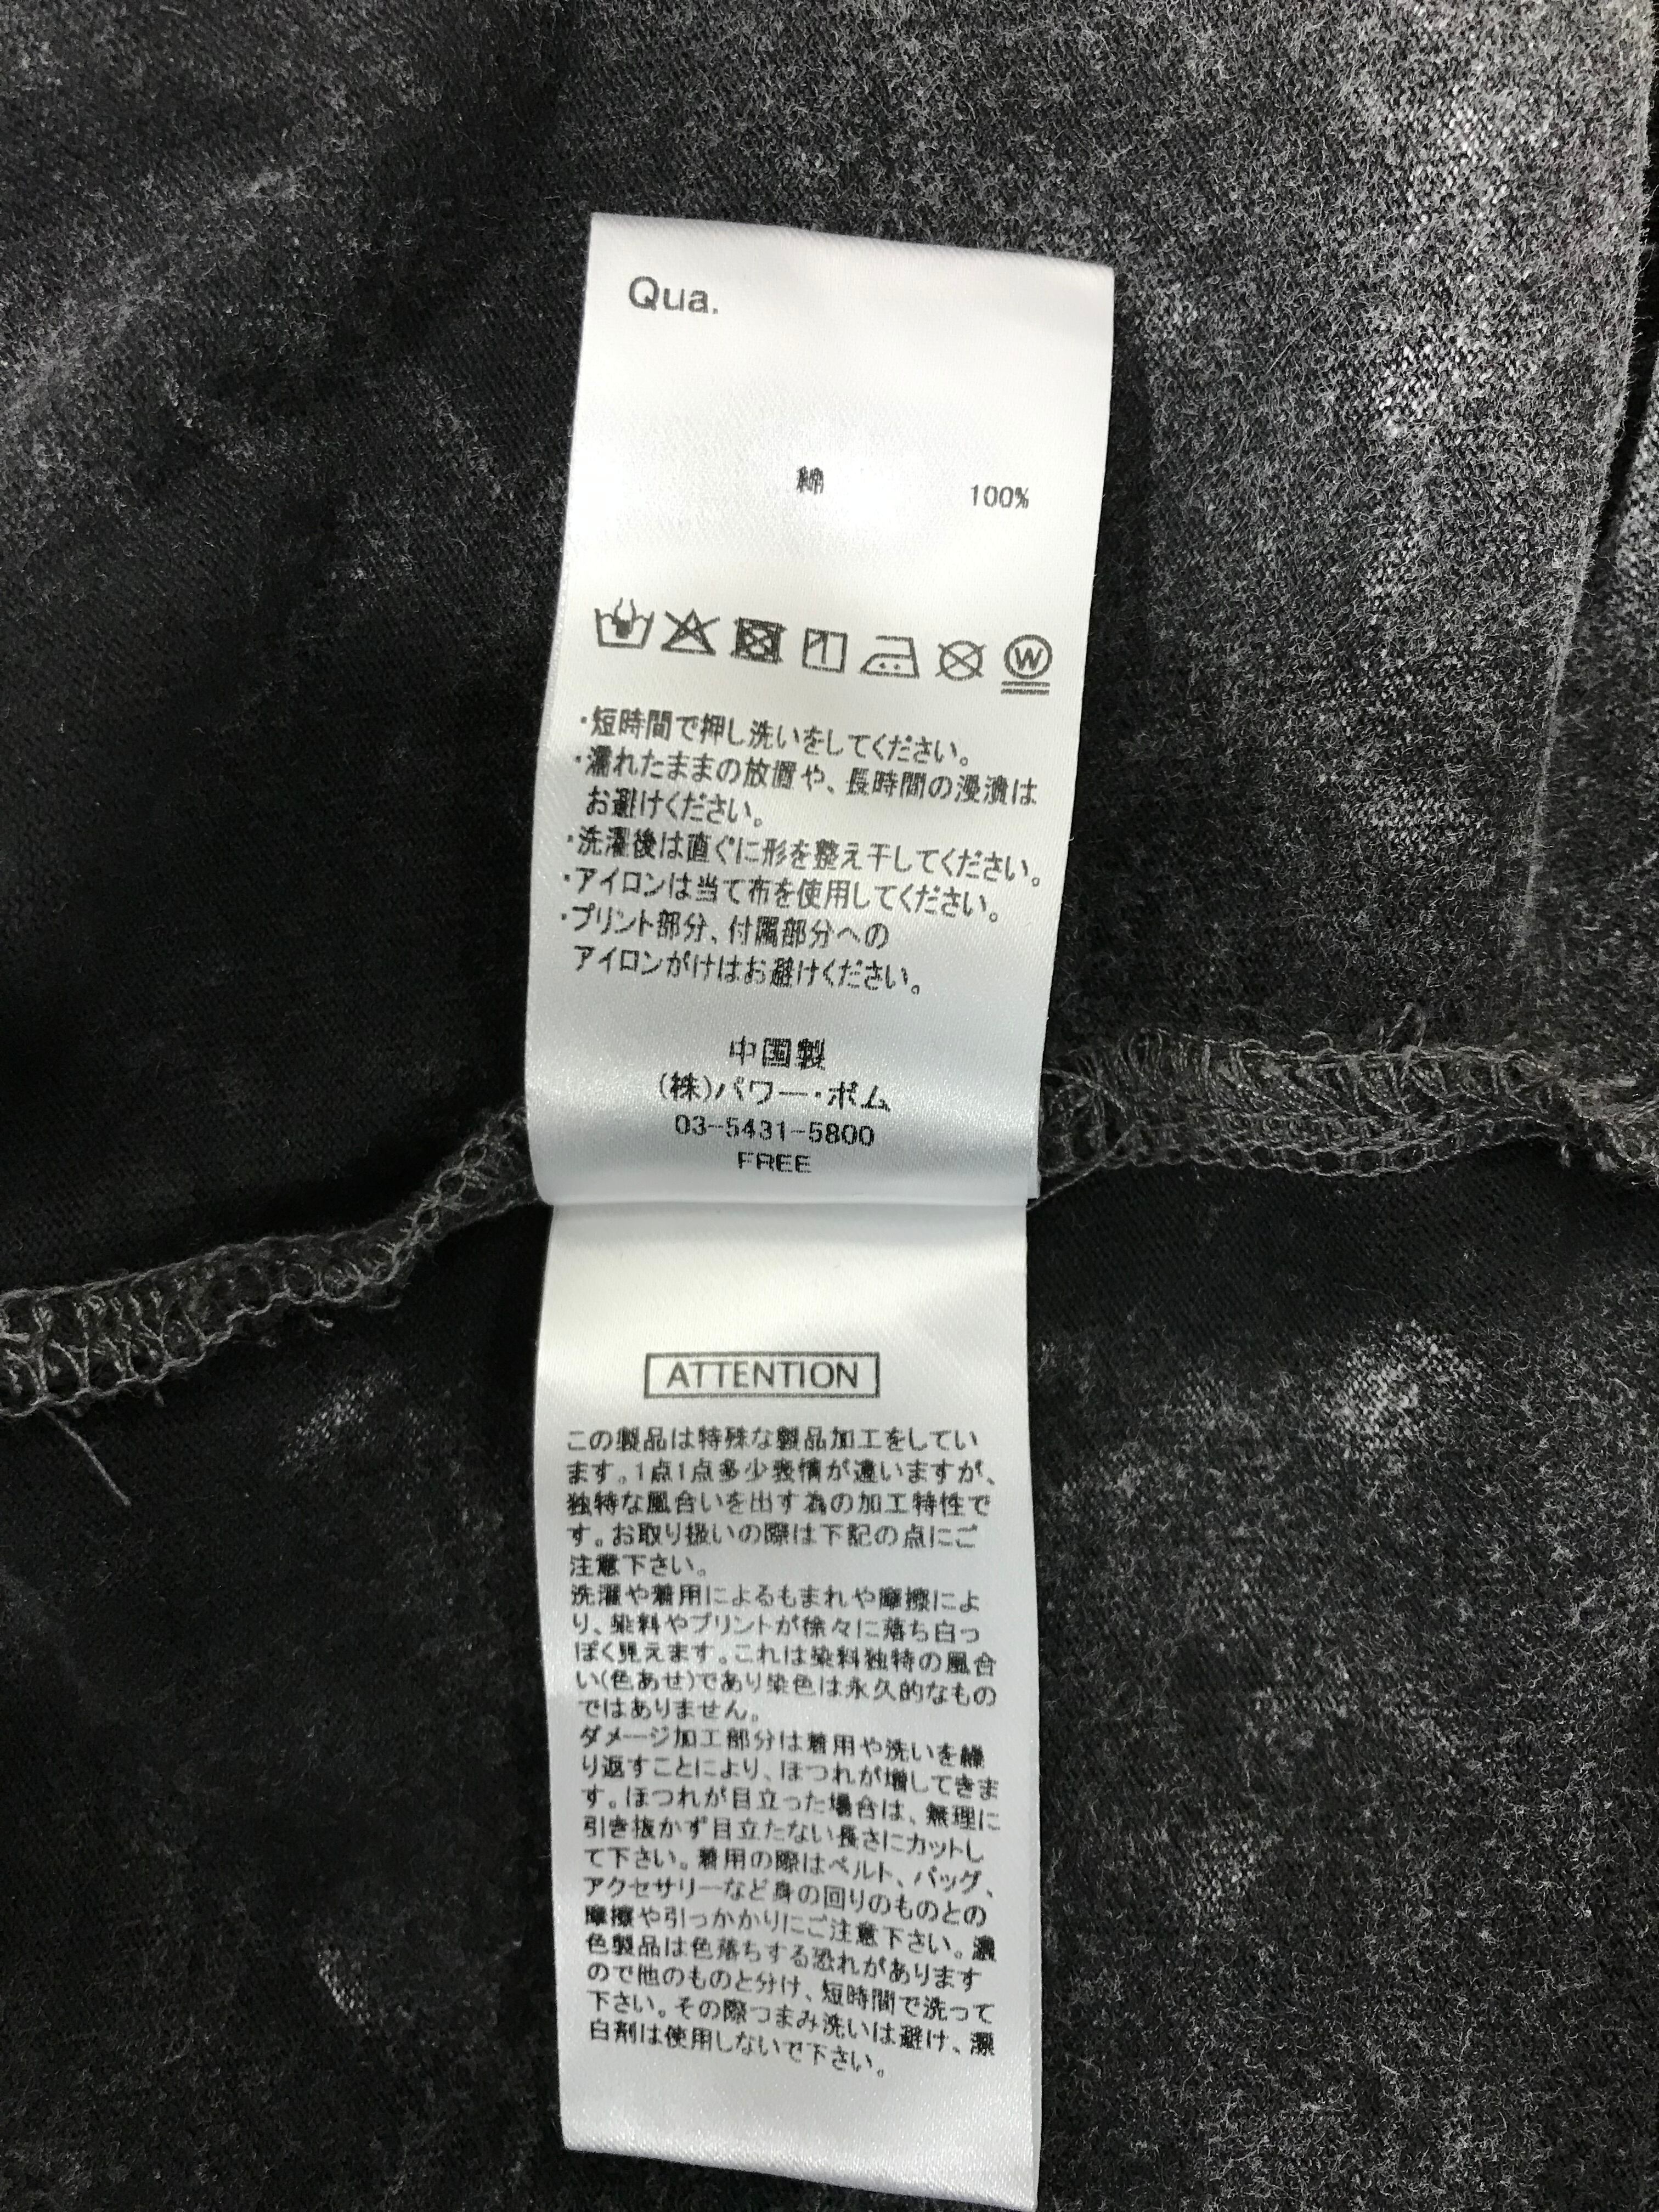 Qua.
綿 100%
W
・短時間で押し洗いをしてください。
・濡れたままの放置や、長時間の浸漬は
お避けください。
・洗濯後は直ぐに形を整え干してください。
・アイロンは当て布を使用してください。
・プリント部分、付属部分への
アイロンがけはお避けください。
中国製
(株)パワー・ボム
03-5431-5800
FREE
ATTENTION
この製品は特殊な製品加工をしてい
ます。1点1点多少表情が違いますが、
独特な風合いを出す為の加工特性で
す。お取り扱いの際は下記の点にご
注意下さい。
洗濯や着用によるもまれや摩擦によ
り、染料やプリントが徐々に落ち白っ
ぽく見えます。これは染料独特の風合
い(色あせ)であり染色は永久的なもの
ではありません。
ダメージ加工部分は着用や洗いを繰
り返すことにより、ほつれが増してきま
す。ほつれが目立った場合は、無理に
引き抜かず目立たない長さにカットし
て下さい。着用の際はベルト、バッグ、
アクセサリーなど身の回りのものとの
摩擦や引っかかりにご注意下さい。濃
色製品は色落ちする恐れがあります
ので他のものと分け、短時間で洗って
下さい。その際つまみ洗いは避け、漂
白剤は使用しないで下さい。